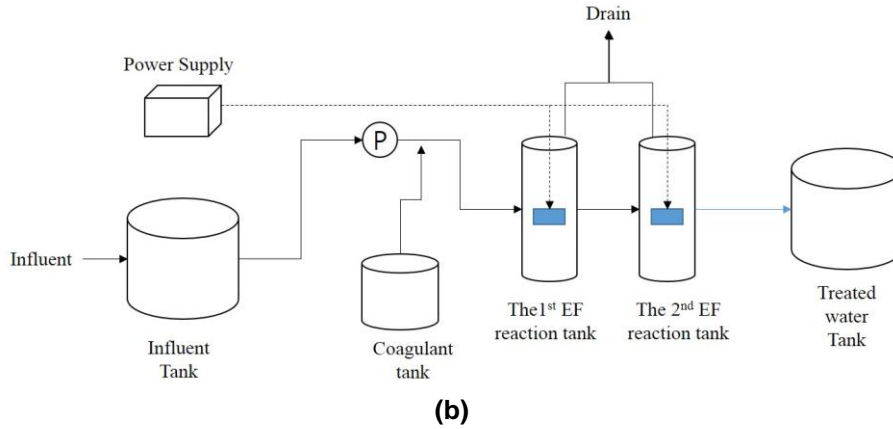 Drain
Power Supply
P
Influent
Influent
Tank
Coagulant
tank
The1st EF
reaction tank
The 2nd EF
reaction tank
Treated
water
Tank
(b)